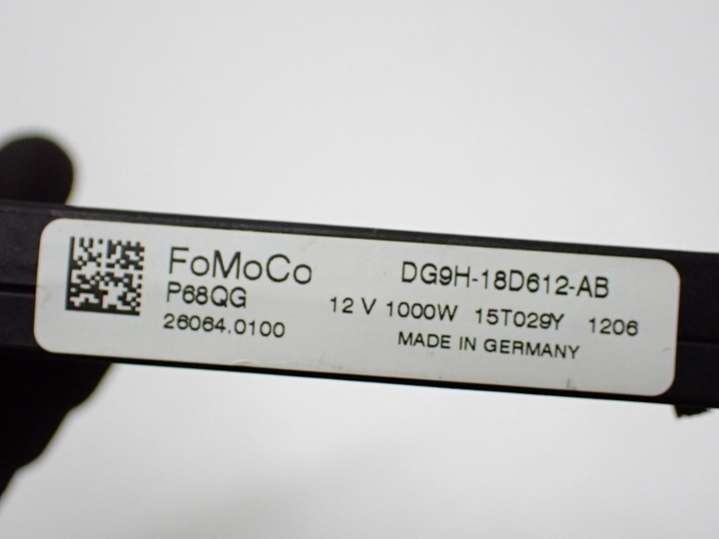 FoMoCo
P68QG
26064.0100
DG9H-18D612-AB
12 V 1000W 15T029Y 1206
MADE IN GERMANY